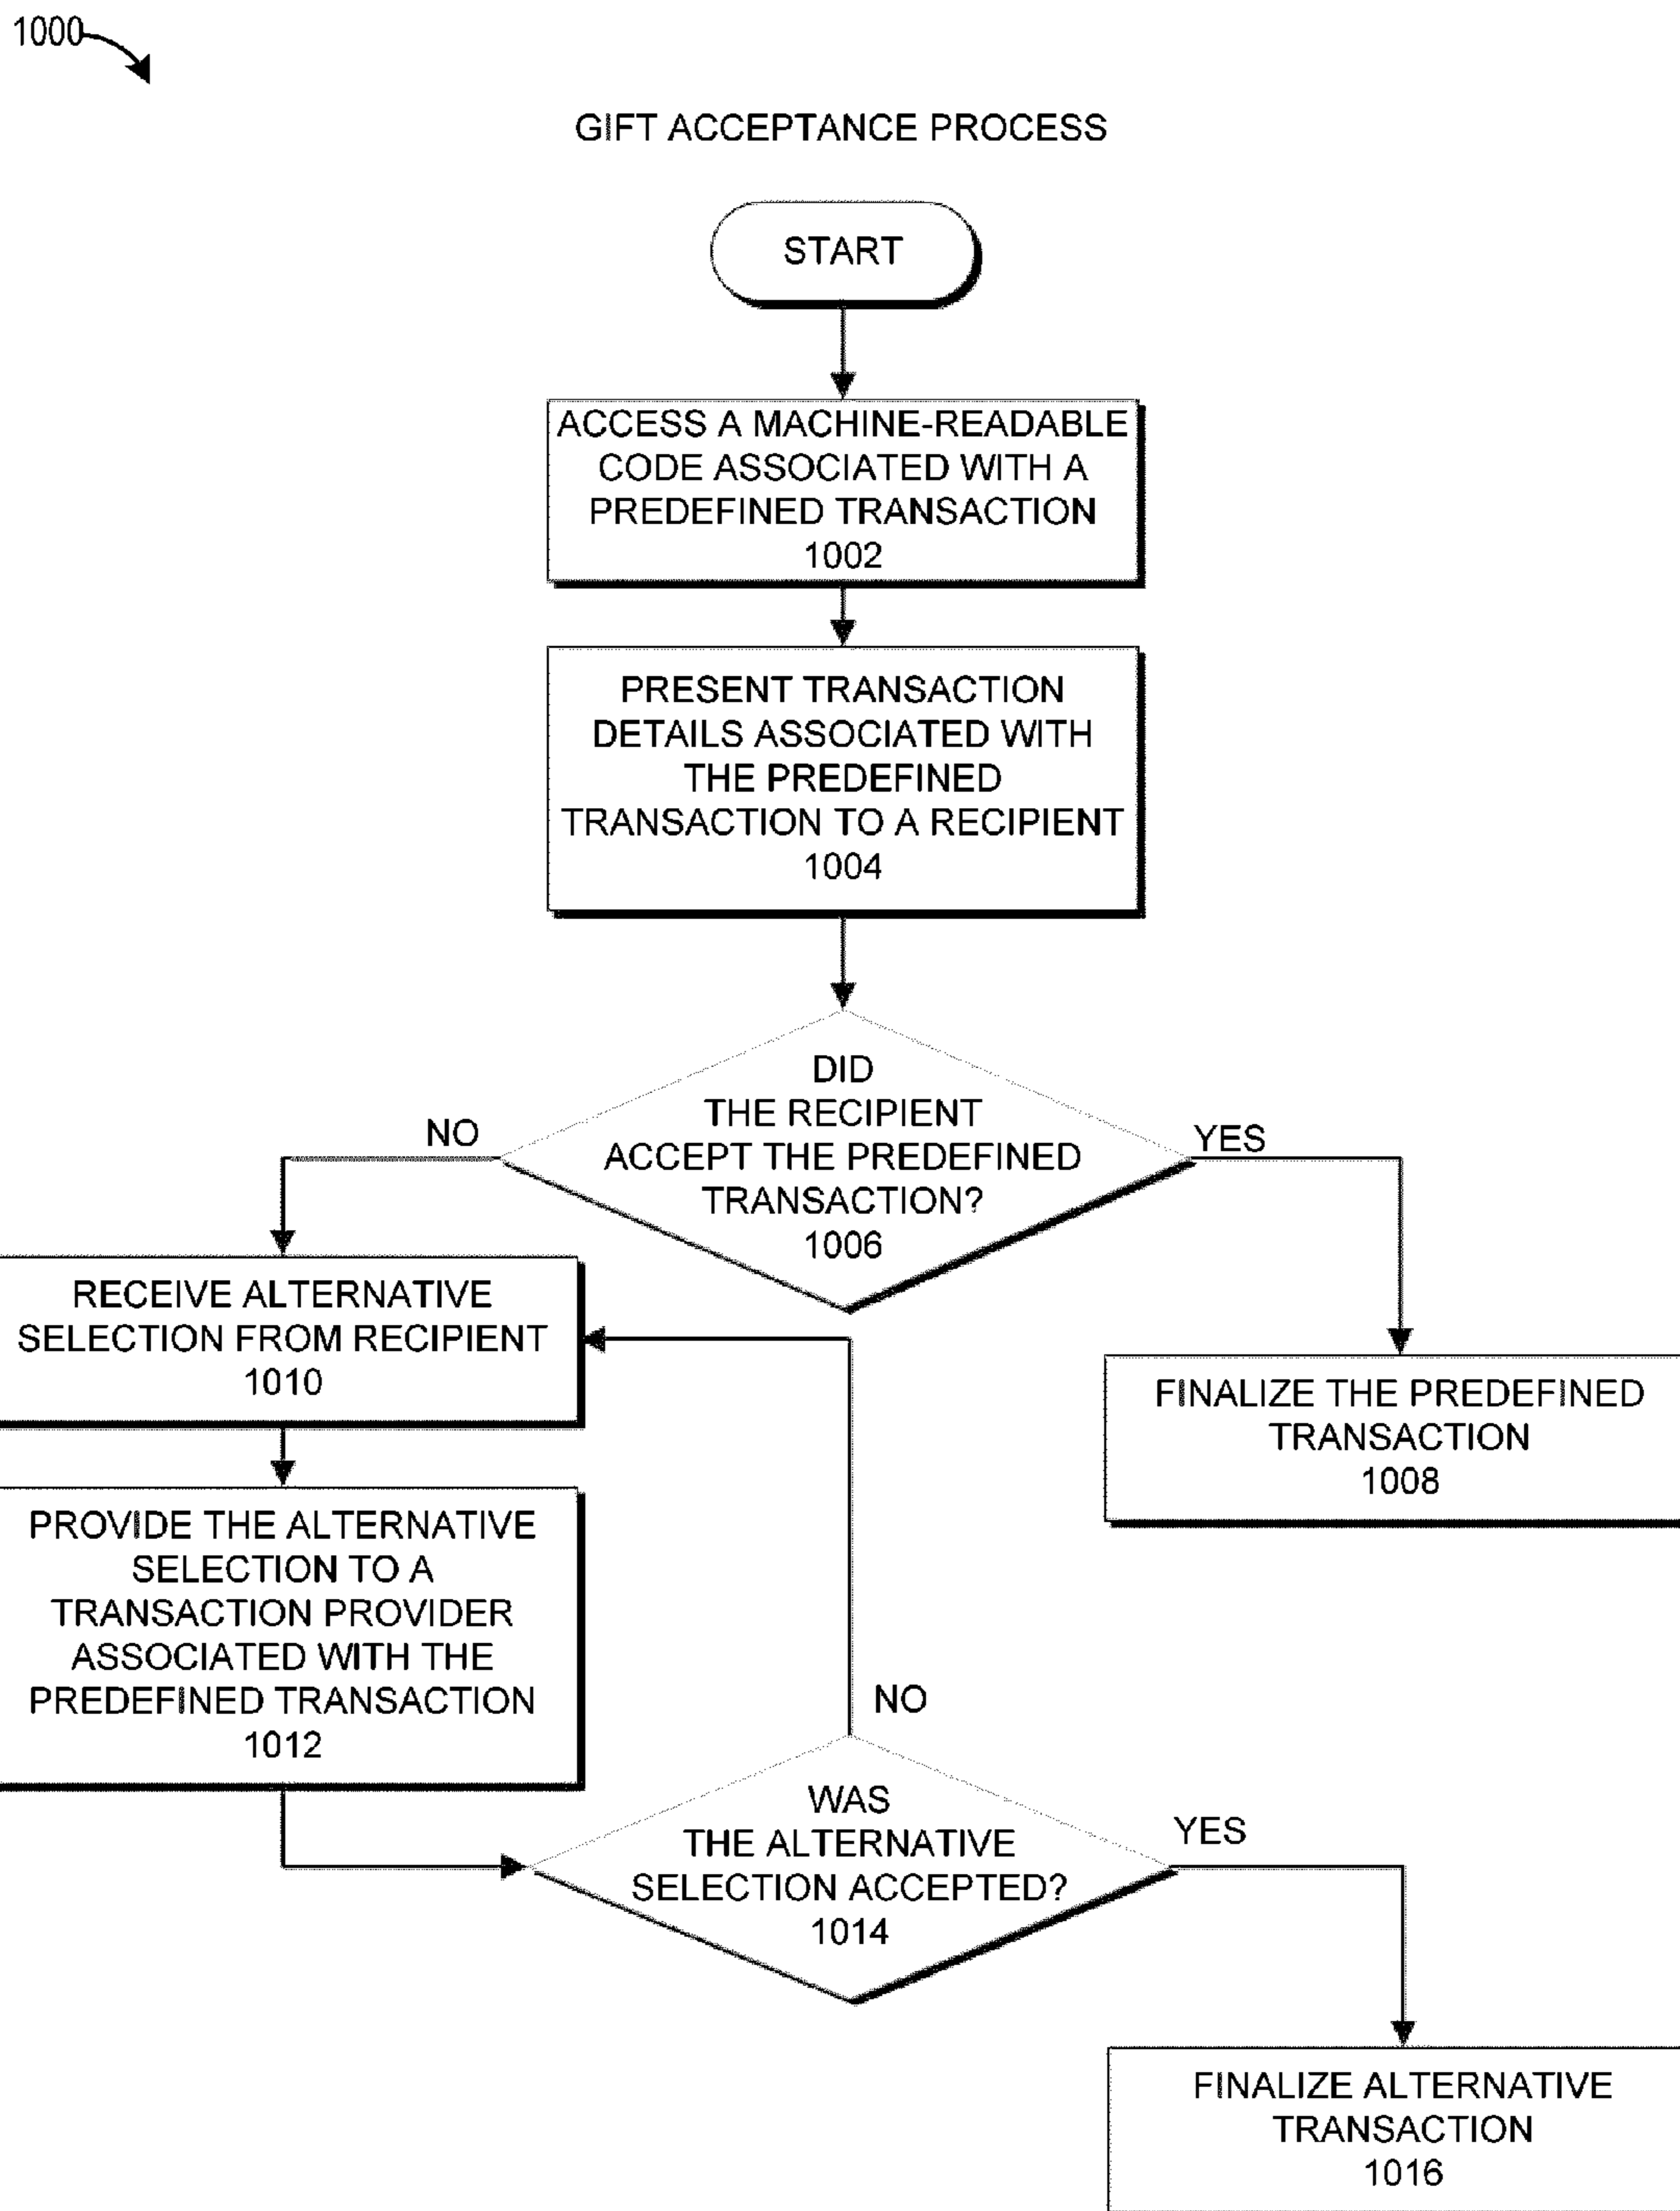 1000
GIFT ACCEPTANCE PROCESS
START
ACCESS A MACHINE-READABLE
CODE ASSOCIATED WITH A
PREDEFINED TRANSACTION
1002
PRESENT TRANSACTION
DETAILS ASSOCIATED WITH
THE PREDEFINED
TRANSACTION TO A RECIPIENT
1004
DID
THE RECIPIENT
ACCEPT THE PREDEFINED
TRANSACTION?
1006
NO
YES
RECEIVE ALTERNATIVE
SELECTION FROM RECIPIENT
1010
FINALIZE THE PREDEFINED
TRANSACTION
1008
PROVIDE THE ALTERNATIVE
SELECTION TO A
TRANSACTION PROVIDER
ASSOCIATED WITH THE
PREDEFINED TRANSACTION
1012
NO
WAS
THE ALTERNATIVE
SELECTION ACCEPTED?
1014
YES
FINALIZE ALTERNATIVE
TRANSACTION
1016